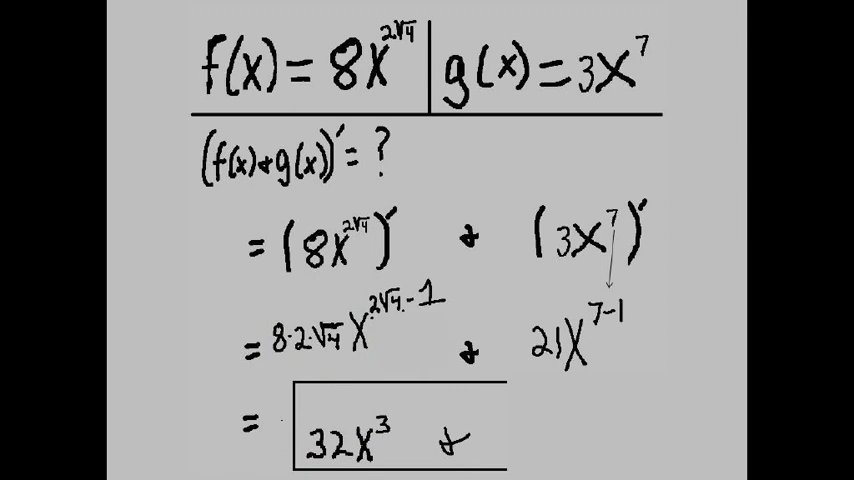 f(x) = 8x^{2√4} | g(x) = 3x^7
(f(x)+g(x))' = ?
= (8x^{2√4})' + (3x^7)'
= 8·2·√4 x^{2√4-1} + 21x^{7-1}
= 32x^3 +